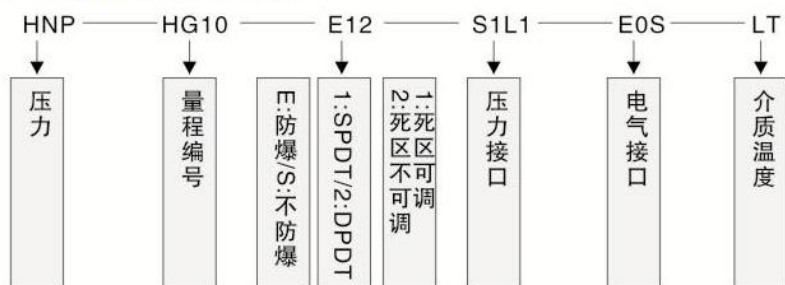 HNP HG10 E12 S1L1 E0S LT
压力
量程编号
E:防爆/S:不防爆
1:SPDT/2:DPDT
1:死区可调
2:死区不可调
压力接口
电气接口
介质温度